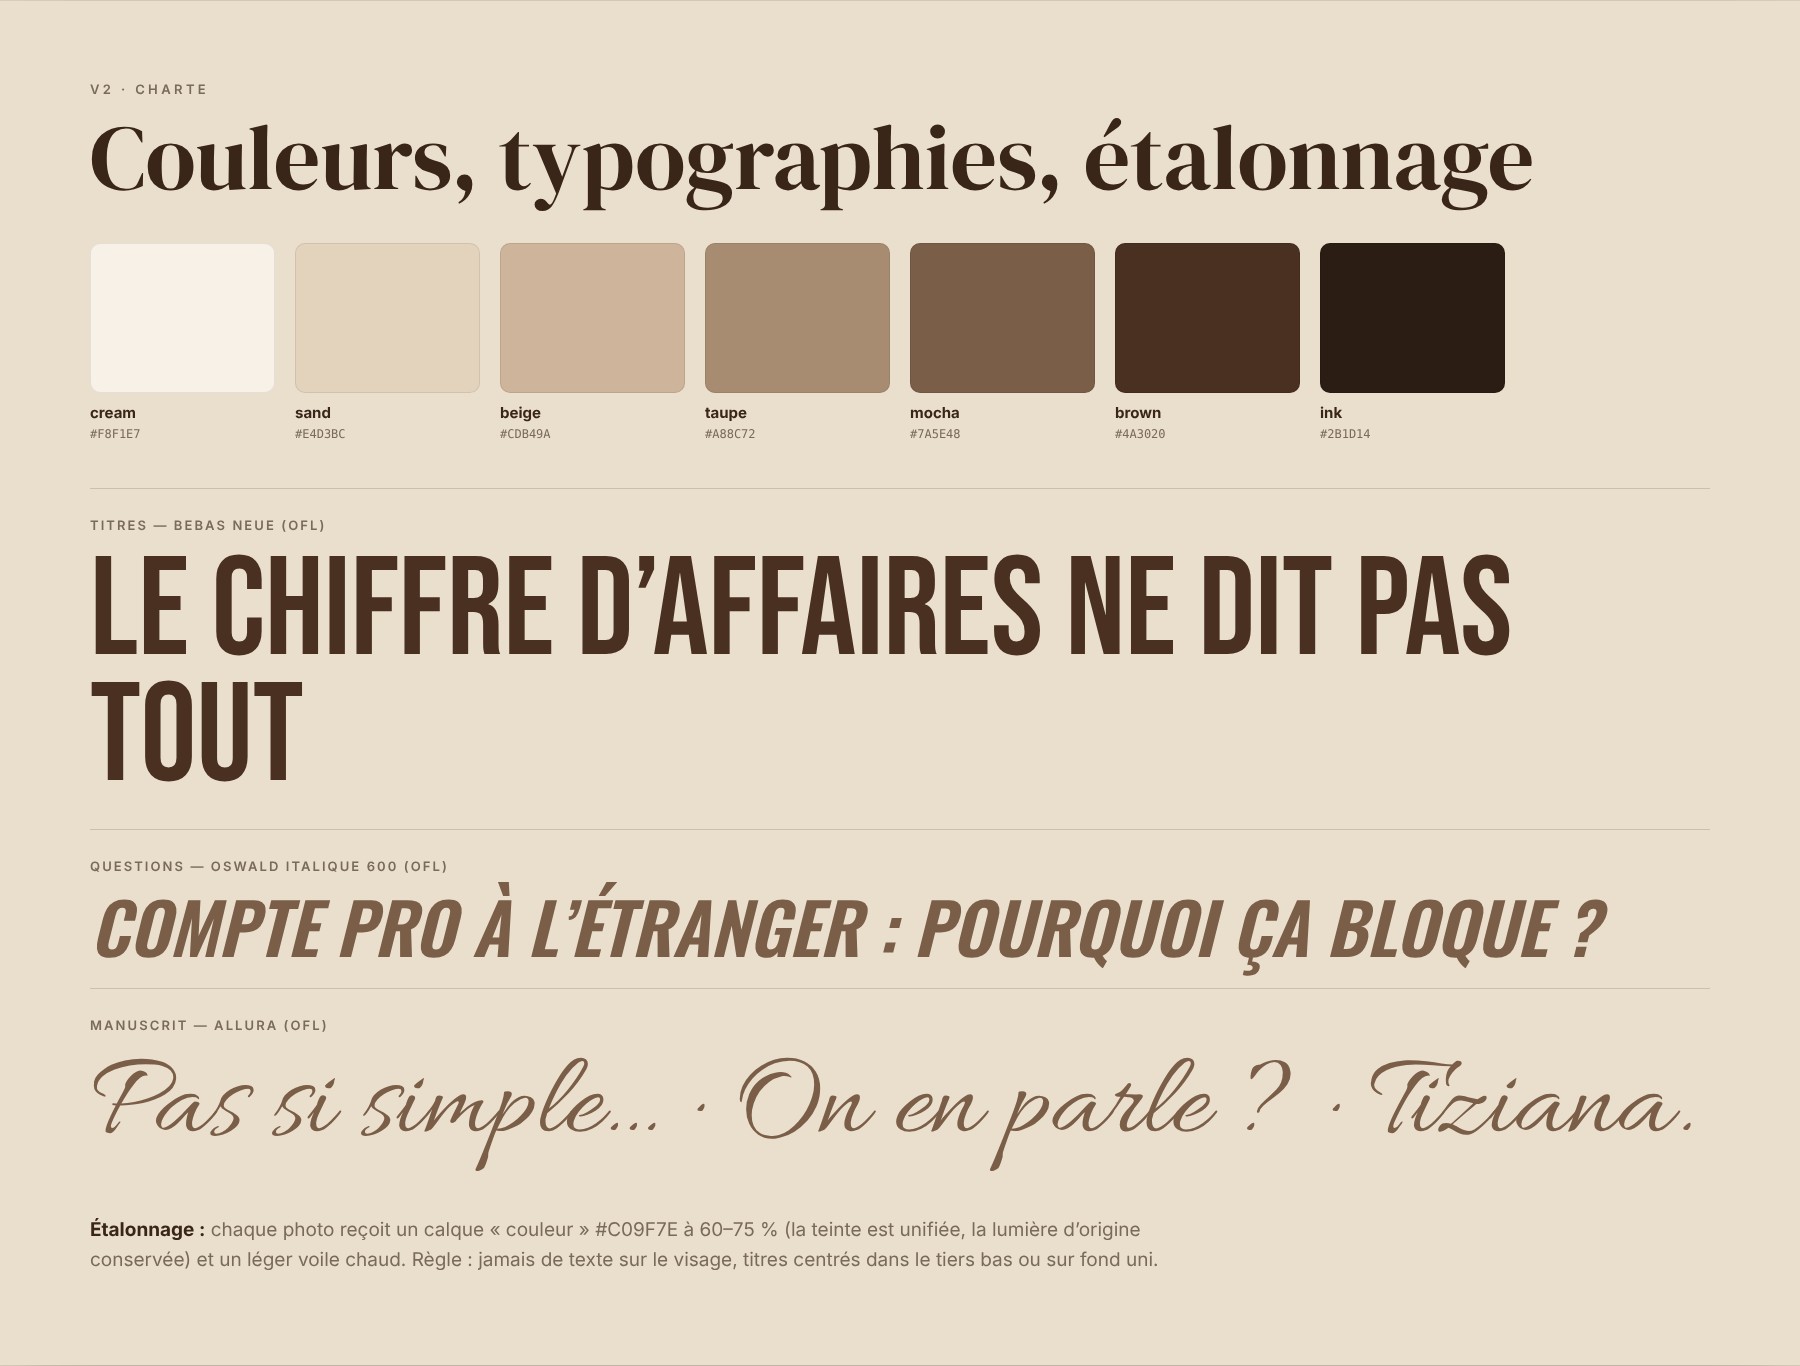 V2 · CHARTE
Couleurs, typographies, étalonnage
cream
#F8F1E7
sand
#E4D3BC
beige
#CDB49A
taupe
#A88C72
mocha
#7A5E48
brown
#4A3020
ink
#2B1D14
TITRES — BEBAS NEUE (OFL)
LE CHIFFRE D’AFFAIRES NE DIT PAS
TOUT
QUESTIONS — OSWALD ITALIQUE 600 (OFL)
COMPTE PRO À L’ÉTRANGER : POURQUOI ÇA BLOQUE ?
MANUSCRIT — ALLURA (OFL)
Pas si simple… · On en parle ? · Tiziana.
Étalonnage : chaque photo reçoit un calque « couleur » #C09F7E à 60–75 % (la teinte est unifiée, la lumière d’origine
conservée) et un léger voile chaud. Règle : jamais de texte sur le visage, titres centrés dans le tiers bas ou sur fond uni.